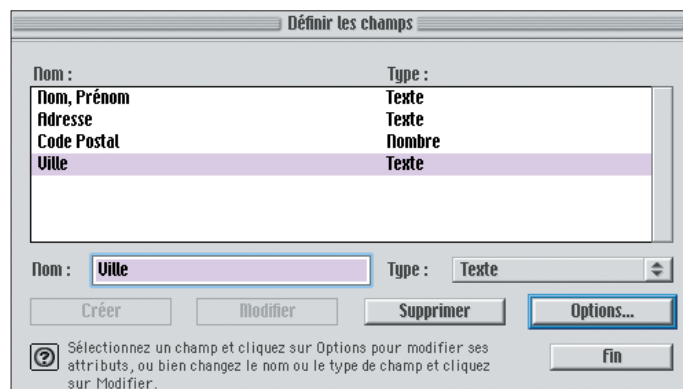 Définir les champs
Nom : Type :
Nom, Prénom Texte
Adresse Texte
Code Postal Nombre
Ville Texte
Nom : Ville Type : Texte
Créer Modifier Supprimer Options...
Sélectionnez un champ et cliquez sur Options pour modifier ses
attributs, ou bien changez le nom ou le type de champ et cliquez
sur Modifier.
Fin